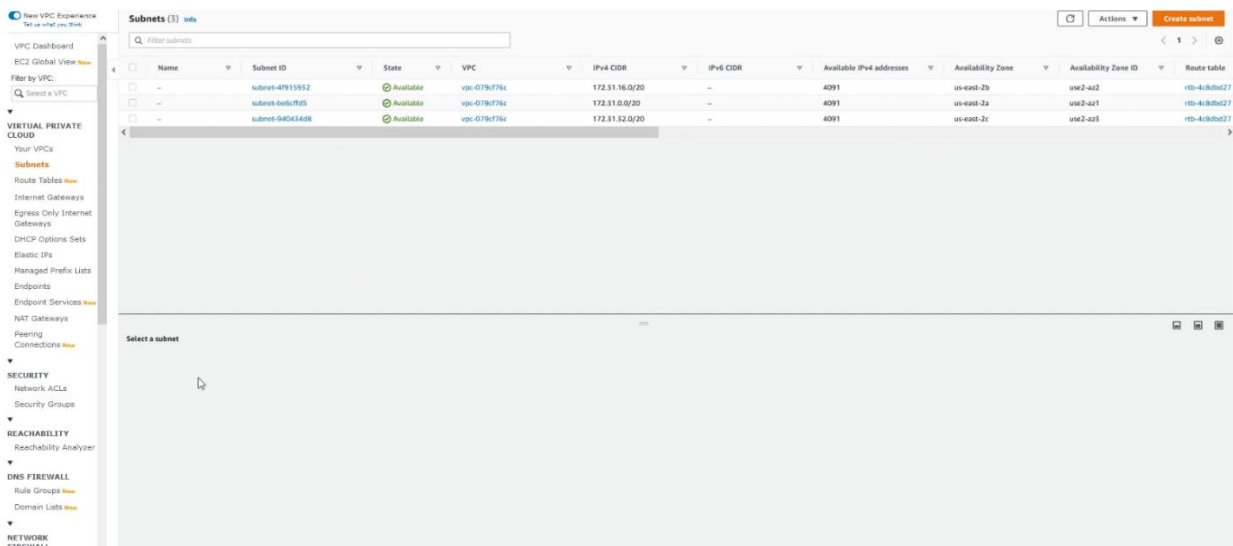 New VPC Experience
Tell us what you think
VPC Dashboard
EC2 Global View New
Filter by VPC:
Select a VPC
VIRTUAL PRIVATE
CLOUD
Your VPCs
Subnets
Route Tables New
Internet Gateways
Egress Only Internet
Gateways
DHCP Options Sets
Elastic IPs
Managed Prefix Lists
Endpoints
Endpoint Services New
NAT Gateways
Peering
Connections New
SECURITY
Network ACLs
Security Groups
REACHABILITY
Reachability Analyzer
DNS FIREWALL
Rule Groups New
Domain Lists New
NETWORK
FIREWALL
Subnets (3) Info
Actions
Create subnet
Filter subnets
1
Name Subnet ID State VPC IPv4 CIDR IPv6 CIDR Available IPv4 addresses Availability Zone Availability Zone ID Route table
– subnet-4f915952 Available vpc-079cf76c 172.31.16.0/20 – 4091 us-east-2b use2-az2 rtb-4c8dbd27
– subnet-be6cffd5 Available vpc-079cf76c 172.31.0.0/20 – 4091 us-east-2a use2-az1 rtb-4c8dbd27
– subnet-940434d8 Available vpc-079cf76c 172.31.32.0/20 – 4091 us-east-2c use2-az3 rtb-4c8dbd27
Select a subnet